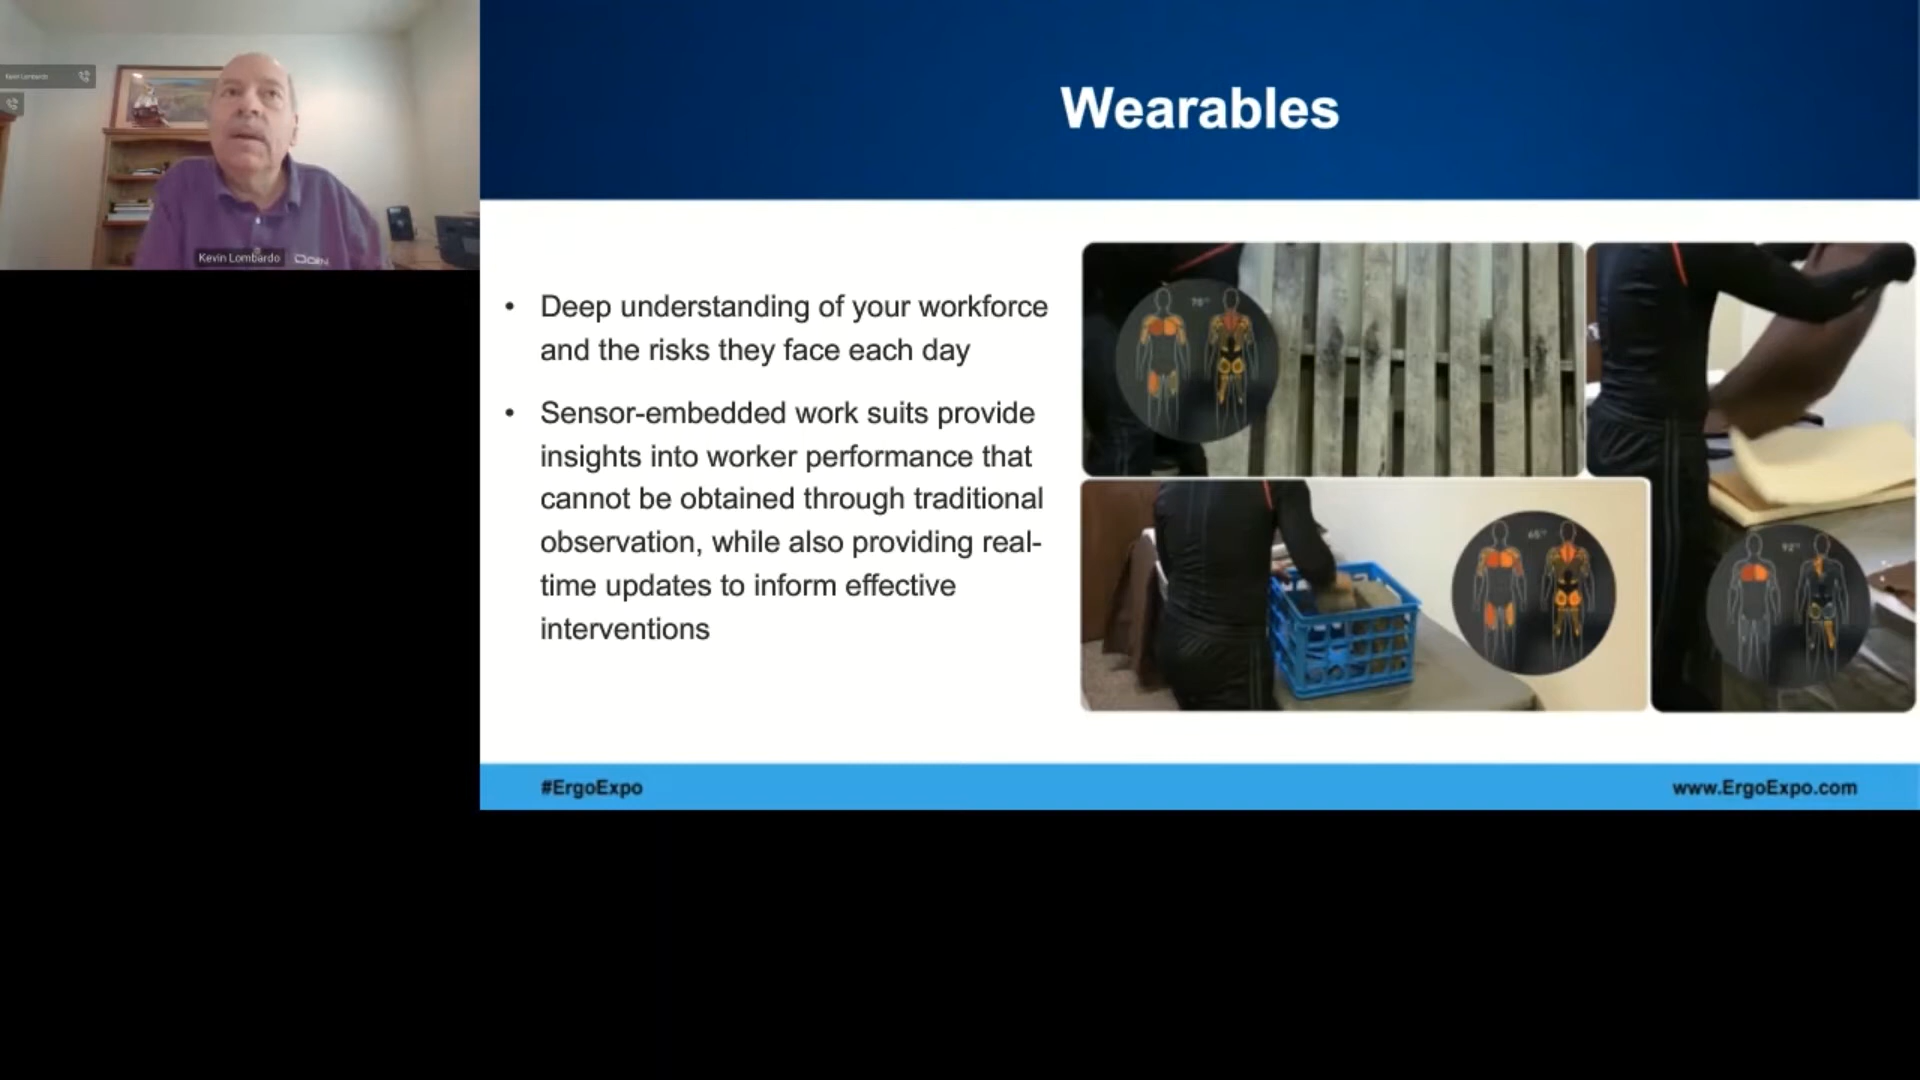 Kevin Lombardo
Wearables
Kevin Lombardo
• Deep understanding of your workforce
and the risks they face each day
• Sensor-embedded work suits provide
insights into worker performance that
cannot be obtained through traditional
observation, while also providing real-
time updates to inform effective
interventions
#ErgoExpo
www.ErgoExpo.com